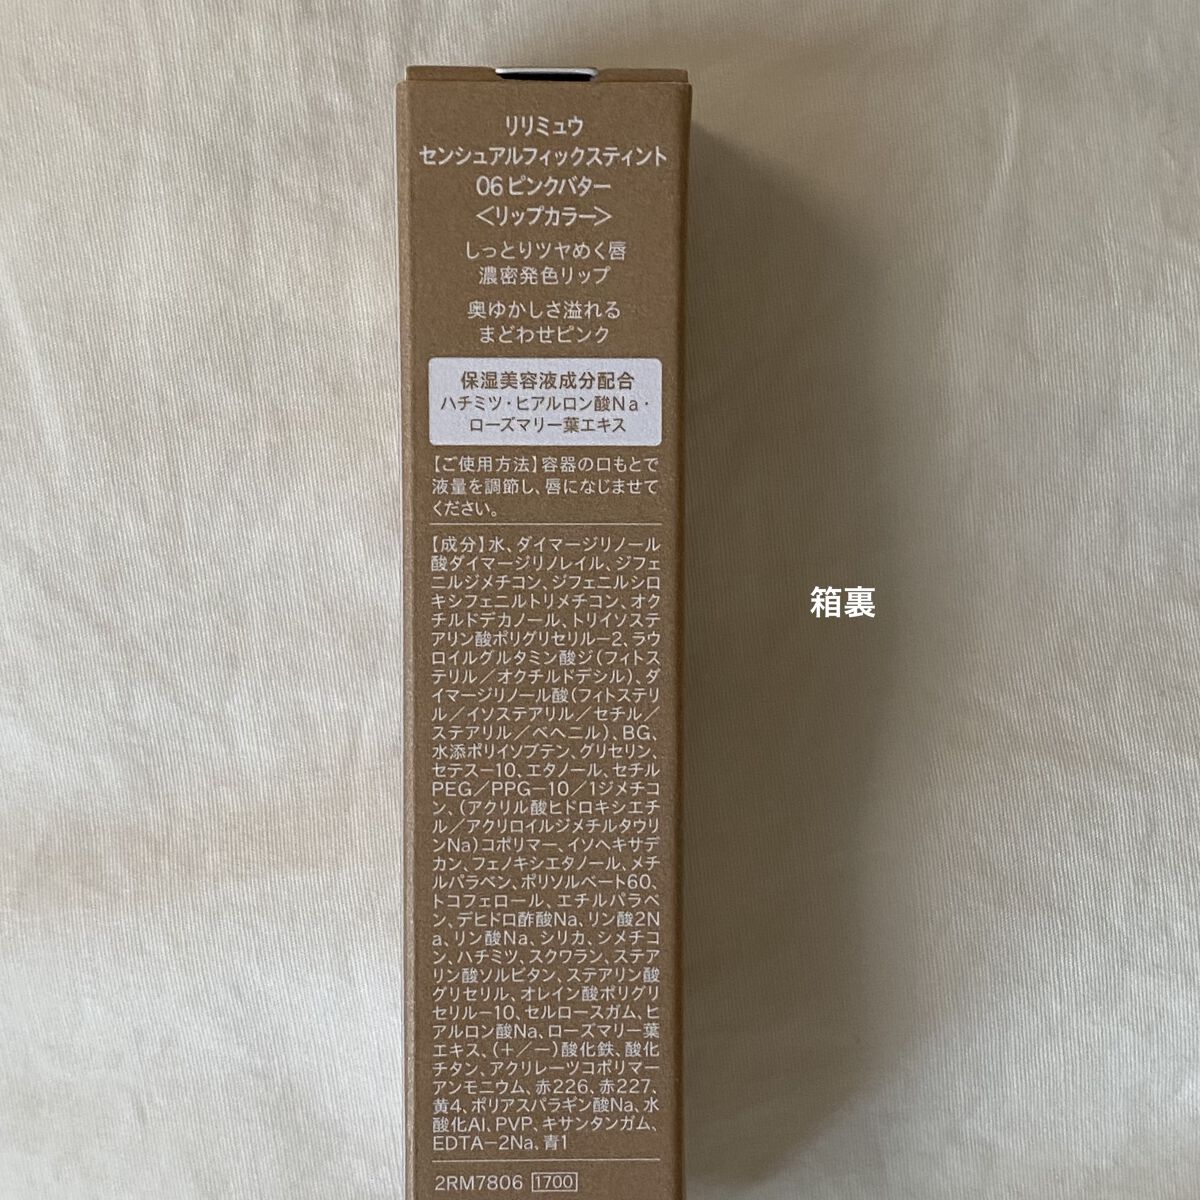 リリミュウ
センシュアルフィックスティント
06 ピンクバター
＜リップカラー＞
しっとりツヤめく唇
濃密発色リップ
奥ゆかしさ溢れる
まどわせピンク
保湿美容液成分配合
ハチミツ・ヒアルロン酸Na・
ローズマリー葉エキス
【ご使用方法】容器の口もとで
液量を調節し、唇になじませて
ください。
【成分】水、ダイマージリノール
酸ダイマージリノレイル、ジフェ
ニルジメチコン、ジフェニルシロ
キシフェニルトリメチコン、オク
チルドデカノール、トリイソステ
アリン酸ポリグリセリル－2、ラウ
ロイルグルタミン酸ジ（フィトス
テリル／オクチルドデシル）、ダ
イマージリノール酸（フィトステリ
ル／イソステアリル／セチル／
ステアリル／ベヘニル）、BG、
水添ポリイソブテン、グリセリン、
セテス－10、エタノール、セチル
PEG／PPG－10／1ジメチコ
ン、（アクリル酸ヒドロキシエチ
ル／アクリロイルジメチルタウリ
ンNa）コポリマー、イソヘキサデ
カン、フェノキシエタノール、メチ
ルパラベン、ポリソルベート60、
トコフェロール、エチルパラベ
ン、デヒドロ酢酸Na、リン酸2N
a、リン酸Na、シリカ、シメチコ
ン、ハチミツ、スクワラン、ステア
リン酸ソルビタン、ステアリン酸
グリセリル、オレイン酸ポリグリ
セリル－10、セルロースガム、ヒ
アルロン酸Na、ローズマリー葉
エキス、（＋／－）酸化鉄、酸化
チタン、アクリレーツコポリマー
アンモニウム、赤226、赤227、
黄4、ポリアスパラギン酸Na、水
酸化Al、PVP、キサンタンガム、
EDTA－2Na、青1
2RM7806 1700
箱裏